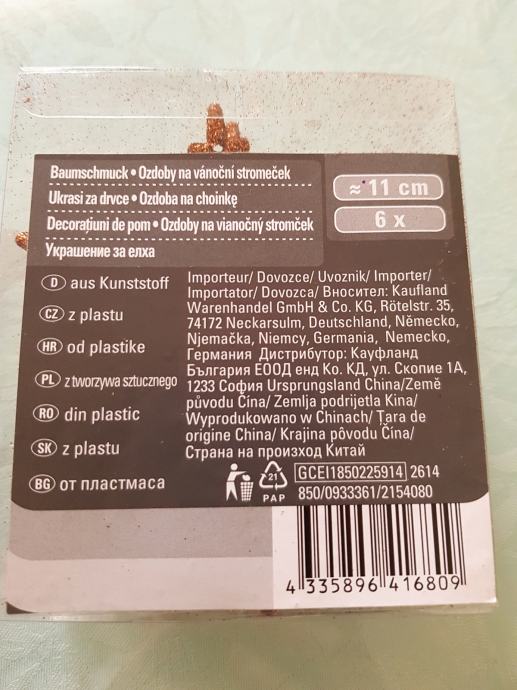 Baumschmuck • Ozdoby na vánoční stromeček
Ukrasi za drvce • Ozdoba na choinkę
Decorațiuni de pom • Ozdoby na vianočný stromček
Украшение за елха
≈ 11 cm
6 x
D aus Kunststoff
CZ z plastu
HR od plastike
PL z tworzywa sztucznego
RO din plastic
SK z plastu
BG от пластмаса
Importeur/ Dovozce/ Uvoznik/ Importer/
Importator/ Dovozca/ Вносител: Kaufland
Warenhandel GmbH & Co. KG, Rötelstr. 35,
74172 Neckarsulm, Deutschland, Německo,
Njemačka, Niemcy, Germania, Nemecko,
Германия Дистрибутор: Кауфланд
България ЕООД енд Ко. КД, ул. Скопие 1А,
1233 София Ursprungsland China/Země
původu Čína/ Zemlja podrijetla Kina/
Wyprodukowano w Chinach/ Țara de
origine China/ Krajina pôvodu Čína/
Страна на произход Китай
21
PAP
GCEI1850225914 2614
850/0933361/2154080
4 335896 416809